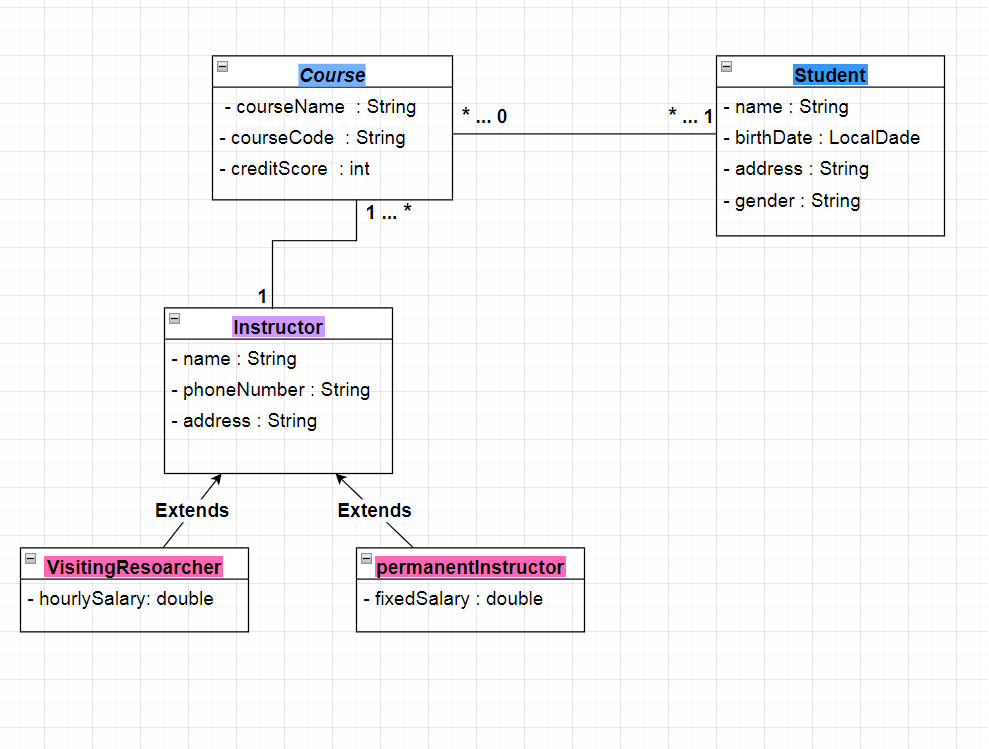 Course
- courseName : String
- courseCode : String
- creditScore : int
* ... 0
* ... 1
Student
- name : String
- birthDate : LocalDade
- address : String
- gender : String
1 ... *
1
Instructor
- name : String
- phoneNumber : String
- address : String
Extends
Extends
VisitingResoarcher
- hourlySalary: double
permanentInstructor
- fixedSalary : double